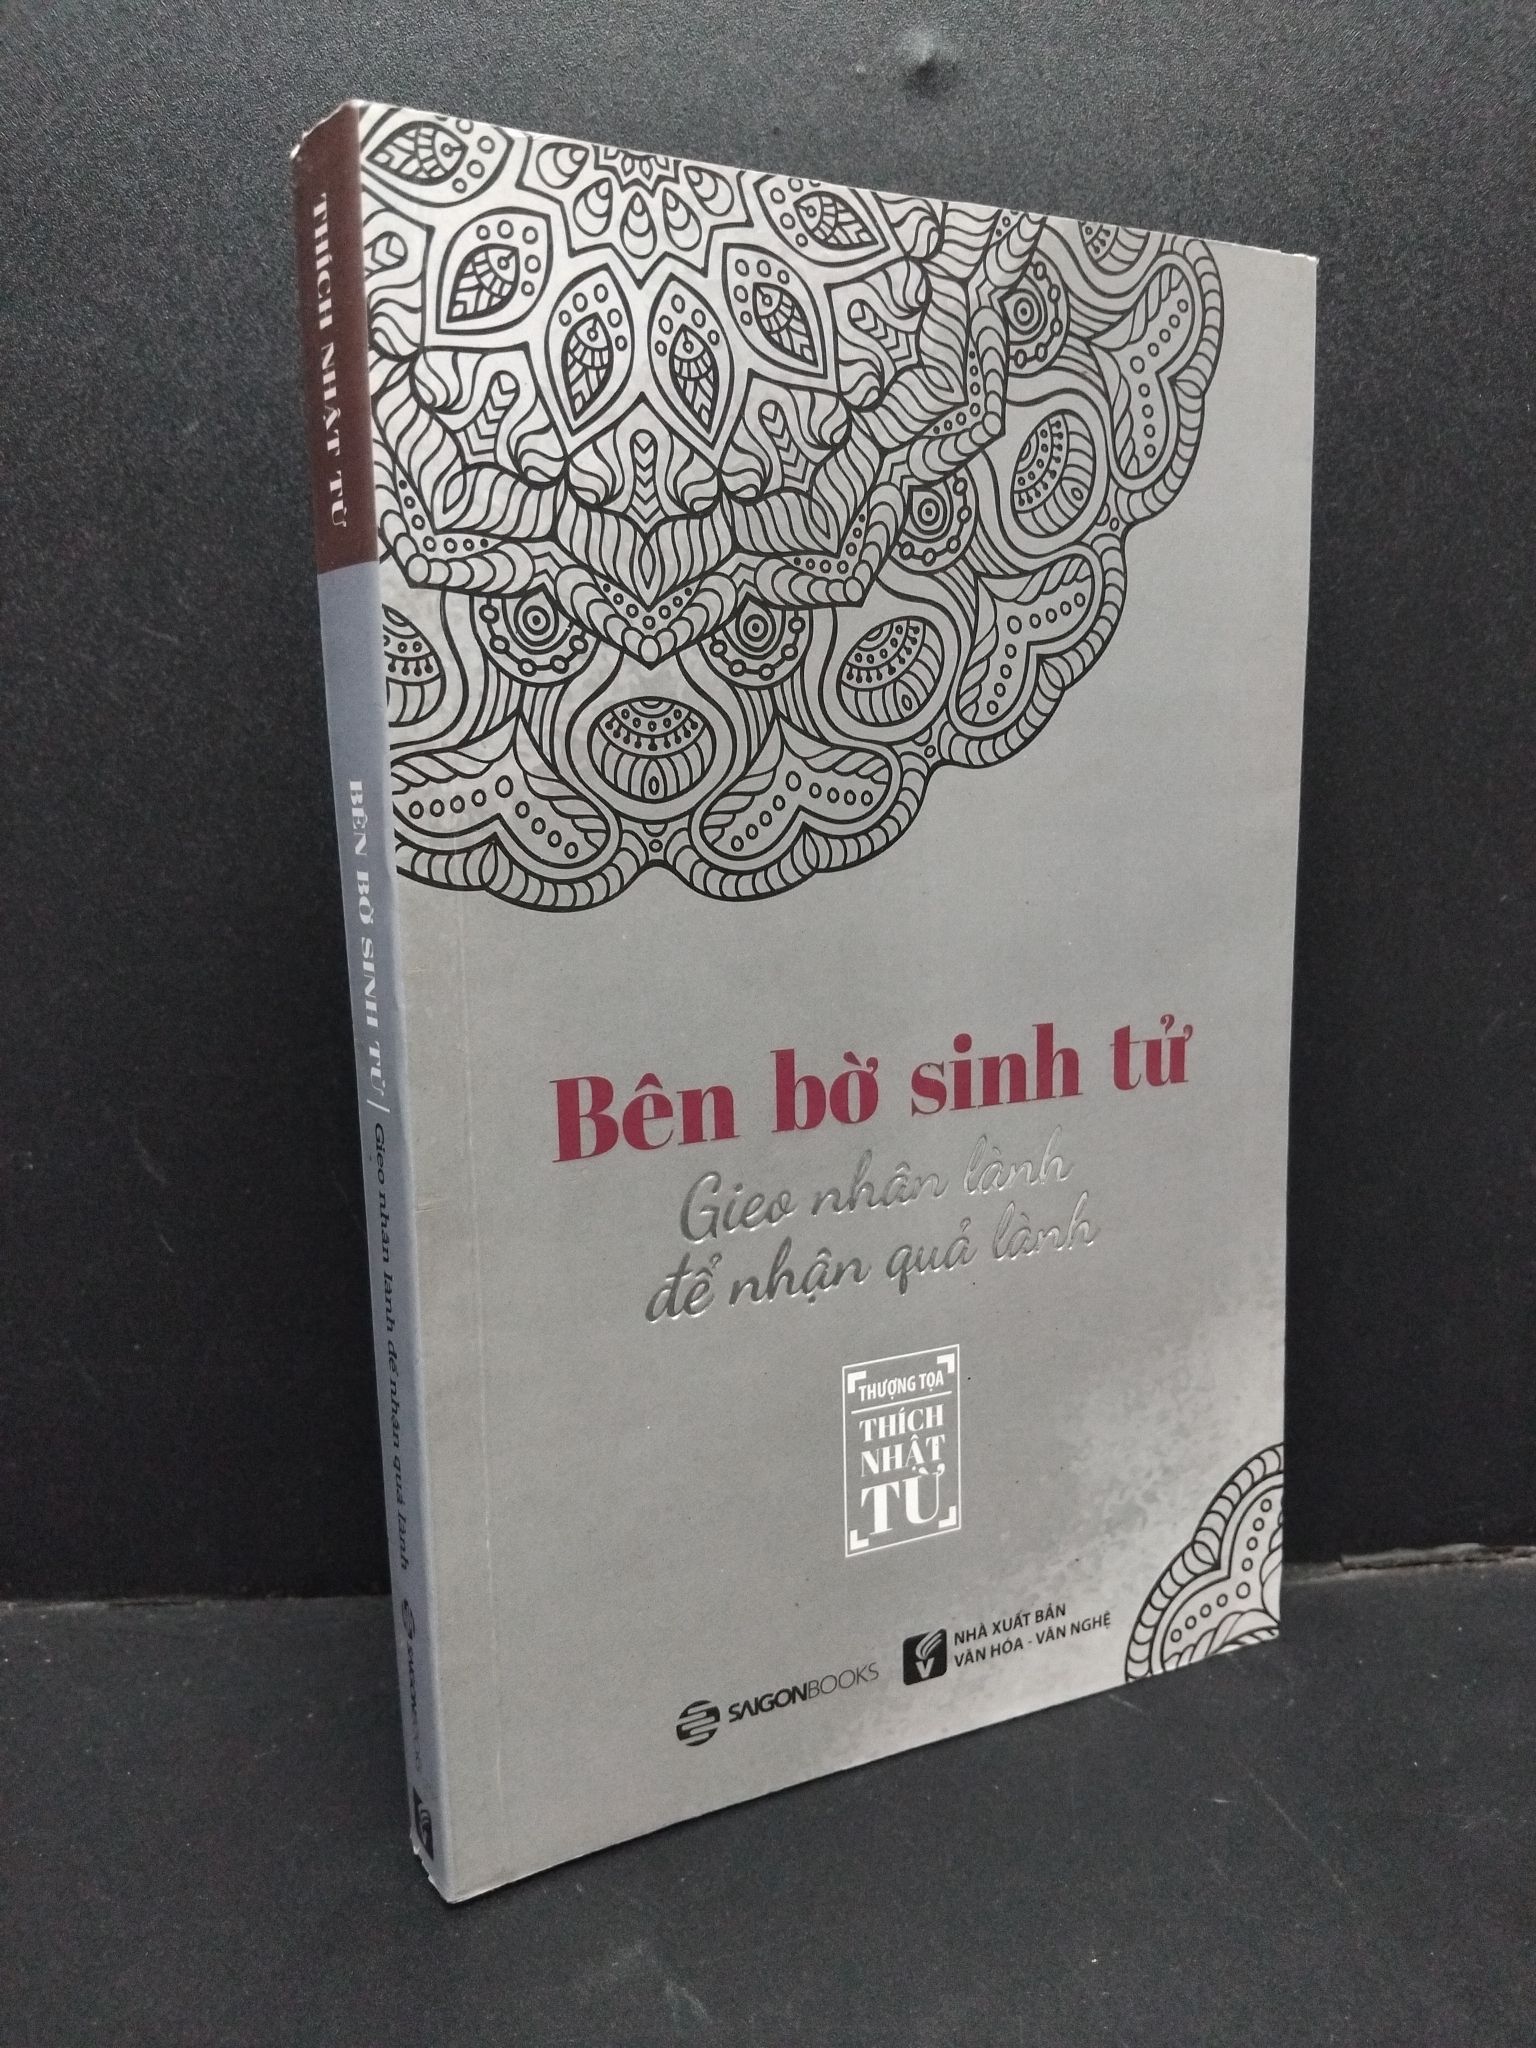 THÍCH NHẬT TỪ
BÊN BỜ SINH TỬ | Gieo nhân lành để nhận quả lành
SAIGONBOOKS
Bên bờ sinh tử
Gieo nhân lành
để nhận quả lành
THƯỢNG TỌA
THÍCH
NHẬT
TỪ
SAIGONBOOKS
NHÀ XUẤT BẢN
VĂN HÓA - VĂN NGHỆ